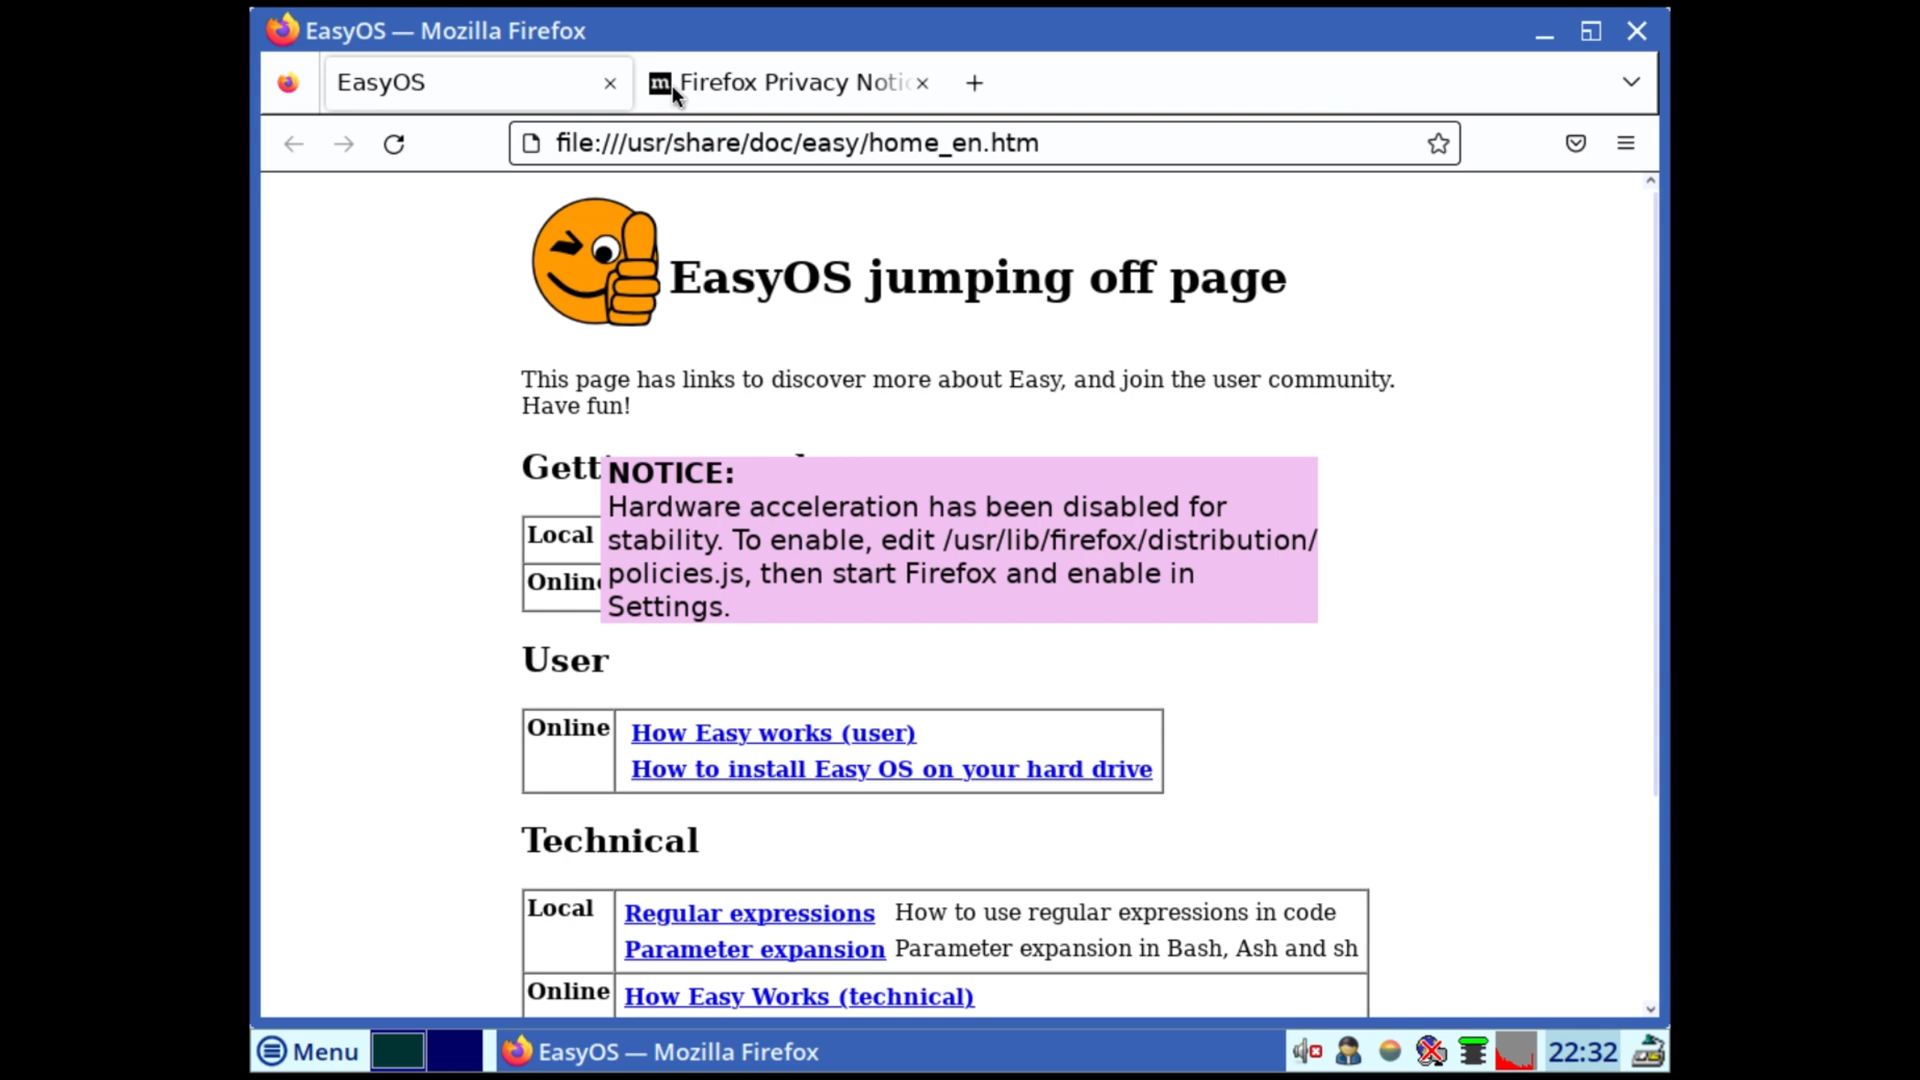 EasyOS — Mozilla Firefox
EasyOS
m Firefox Privacy Notic
file:///usr/share/doc/easy/home_en.htm
EasyOS jumping off page
This page has links to discover more about Easy, and join the user community.
Have fun!
Gett
NOTICE:
Hardware acceleration has been disabled for
stability. To enable, edit /usr/lib/firefox/distribution/
policies.js, then start Firefox and enable in
Settings.
Local
Online
User
Online
How Easy works (user)
How to install Easy OS on your hard drive
Technical
Local
Regular expressions How to use regular expressions in code
Parameter expansion Parameter expansion in Bash, Ash and sh
Online
How Easy Works (technical)
Menu
EasyOS — Mozilla Firefox
22:32